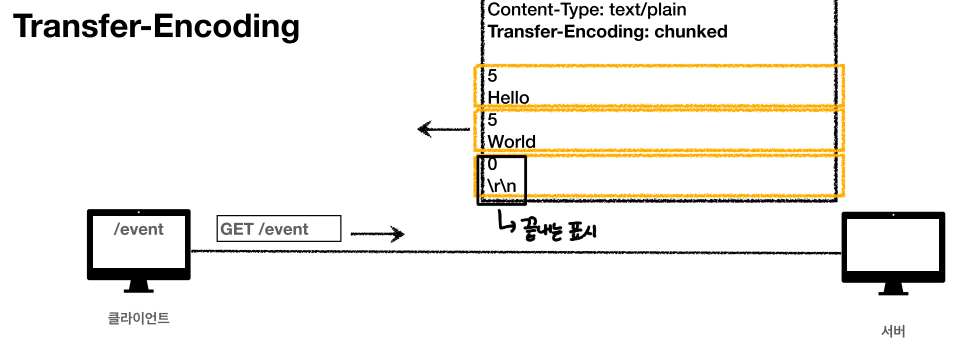 Transfer-Encoding
Content-Type: text/plain
Transfer-Encoding: chunked
5
Hello
5
World
0
\r\n
끝내는 표시
/event
GET /event
클라이언트
서버